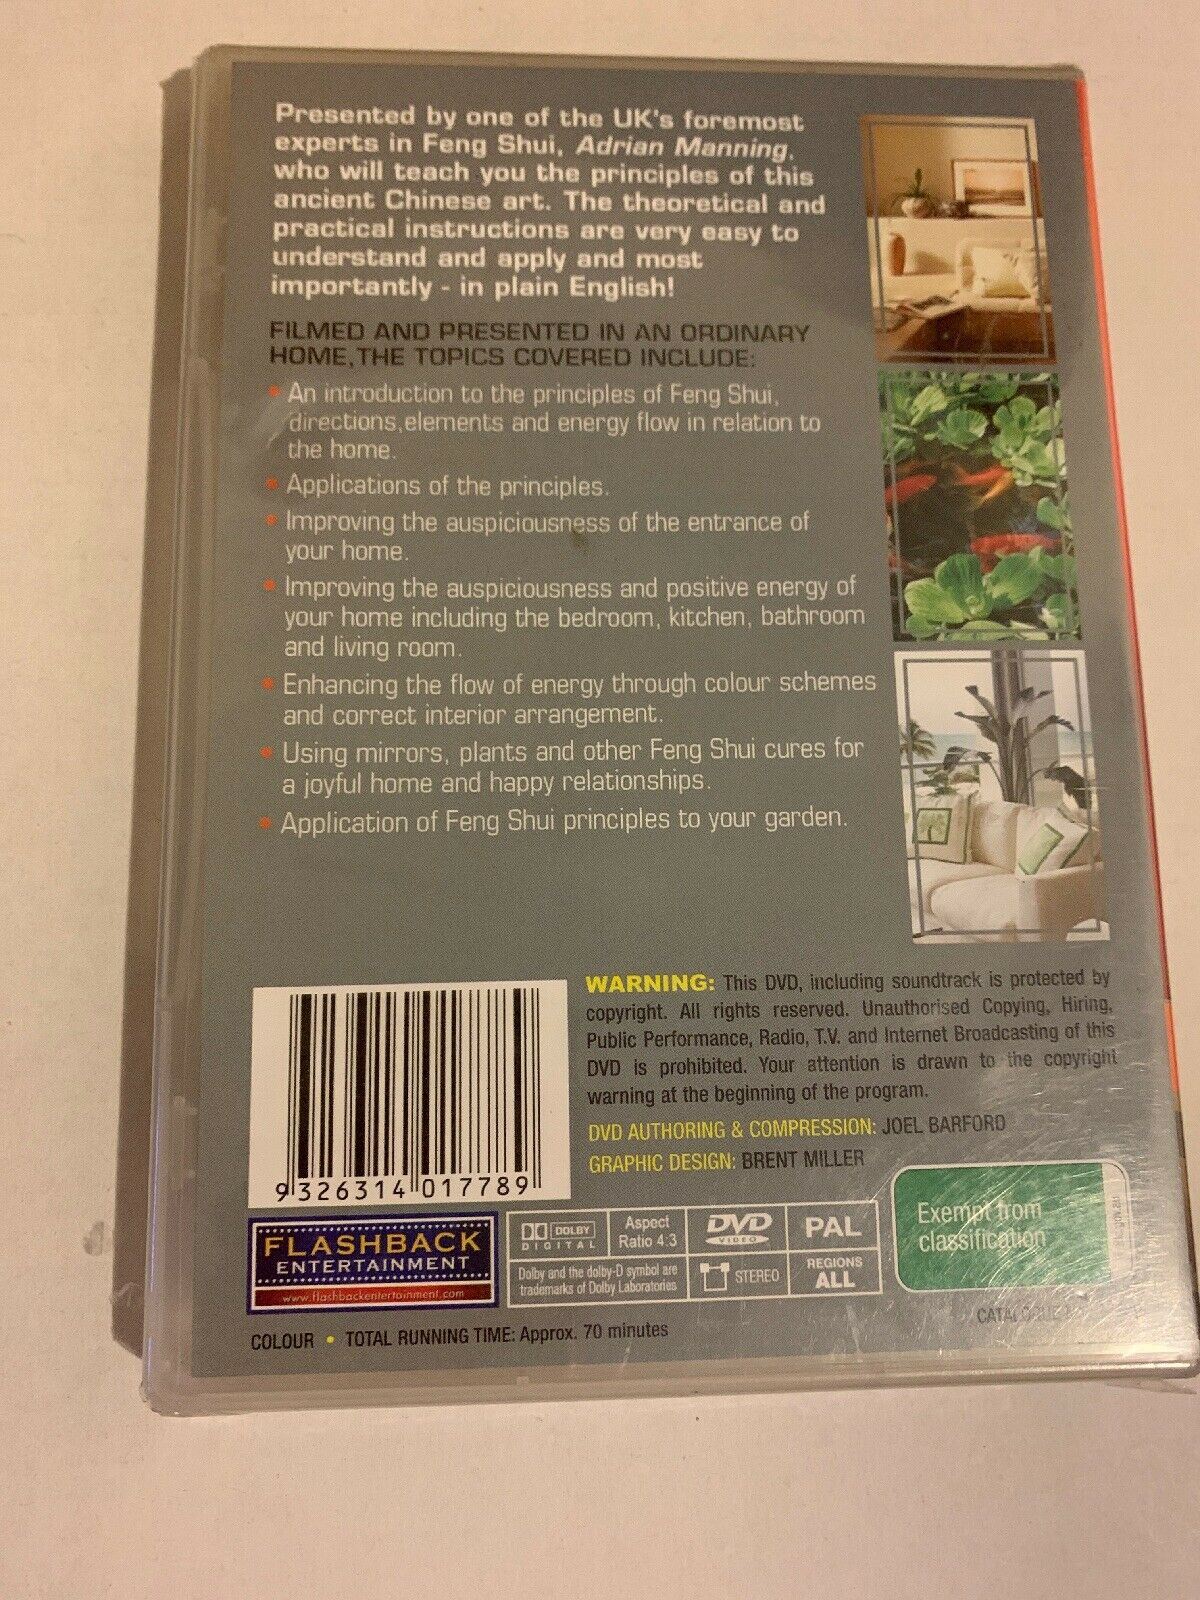 Presented by one of the UK's foremost
experts in Feng Shui, Adrian Manning,
who will teach you the principles of this
ancient Chinese art. The theoretical and
practical instructions are very easy to
understand and apply and most
importantly - in plain English!
FILMED AND PRESENTED IN AN ORDINARY
HOME,THE TOPICS COVERED INCLUDE:
• An introduction to the principles of Feng Shui,
directions,elements and energy flow in relation to
the home.
• Applications of the principles.
• Improving the auspiciousness of the entrance of
your home.
• Improving the auspiciousness and positive energy of
your home including the bedroom, kitchen, bathroom
and living room.
• Enhancing the flow of energy through colour schemes
and correct interior arrangement.
• Using mirrors, plants and other Feng Shui cures for
a joyful home and happy relationships.
• Application of Feng Shui principles to your garden.
WARNING: This DVD, including soundtrack is protected by
copyright. All rights reserved. Unauthorised Copying, Hiring,
Public Performance, Radio, T.V. and Internet Broadcasting of this
DVD is prohibited. Your attention is drawn to the copyright
warning at the beginning of the program.
DVD AUTHORING & COMPRESSION: JOEL BARFORD
GRAPHIC DESIGN: BRENT MILLER
9 326314 017789
FLASHBACK
ENTERTAINMENT
www.flashbackentertainment.com
DOLBY
DIGITAL
Aspect
Ratio 4:3
DVD
VIDEO
PAL
Dolby and the dolby-D symbol are
trademarks of Dolby Laboratories
STEREO
REGIONS
ALL
Exempt from
classification
COLOUR • TOTAL RUNNING TIME: Approx. 70 minutes